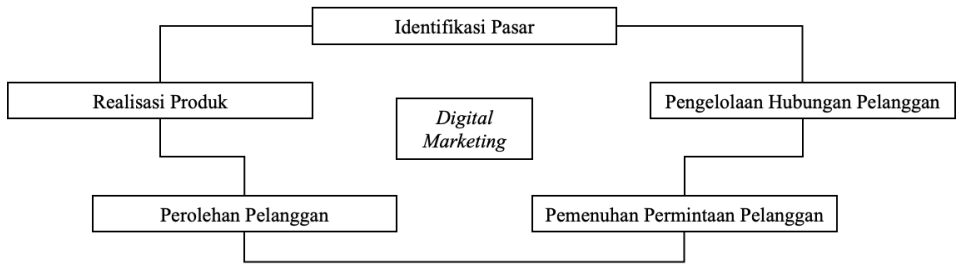 Identifikasi Pasar
Realisasi Produk
Pengelolaan Hubungan Pelanggan
Digital
Marketing
Perolehan Pelanggan
Pemenuhan Permintaan Pelanggan